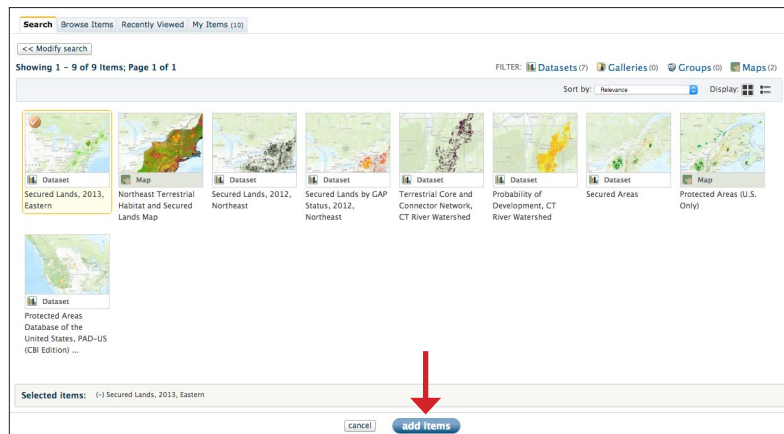 Search Browse Items Recently Viewed My Items (10)
<< Modify search
Showing 1 - 9 of 9 Items; Page 1 of 1
FILTER: Datasets (7) Galleries (0) Groups (0) Maps (2)
Sort by: Relevance Display:
Dataset
Secured Lands, 2013,
Eastern
Map
Northeast Terrestrial
Habitat and Secured
Lands Map
Dataset
Secured Lands, 2012,
Northeast
Dataset
Secured Lands by GAP
Status, 2012,
Northeast
Dataset
Terrestrial Core and
Connector Network,
CT River Watershed
Dataset
Probability of
Development, CT
River Watershed
Dataset
Secured Areas
Map
Protected Areas (U.S.
Only)
Dataset
Protected Areas
Database of the
United States, PAD-US
(CBI Edition) ...
Selected items: (-) Secured Lands, 2013, Eastern
cancel add items